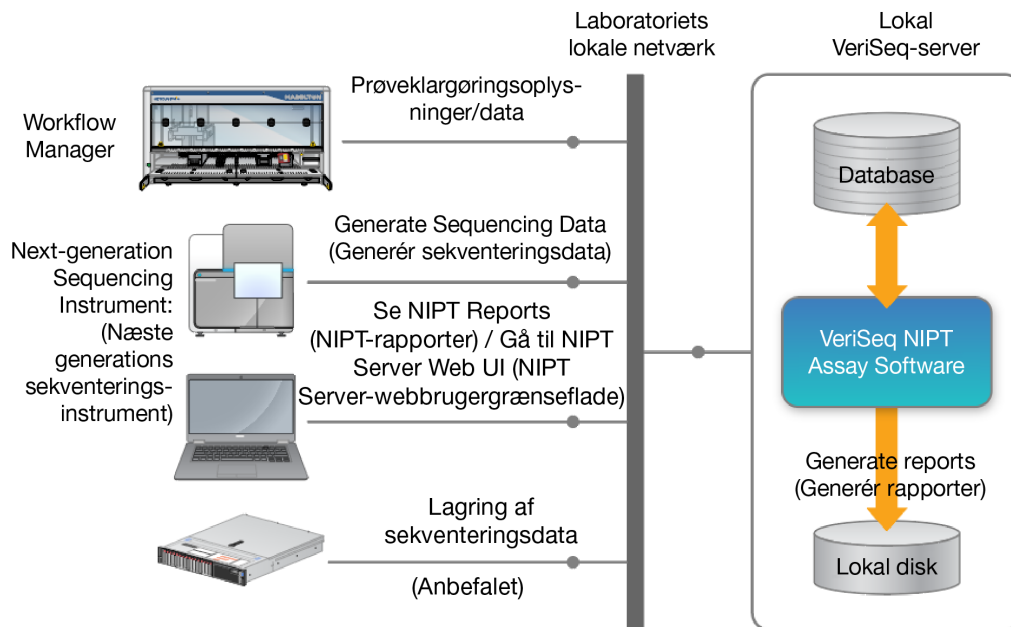 Laboratoriets
lokale netværk
Lokal
VeriSeq-server
Workflow
Manager
HAMILTON
Prøveklargøringsoplys-
ninger/data
Database
Next-generation
Sequencing
Instrument:
(Næste
generations
sekventerings-
instrument)
Generate Sequencing Data
(Generér sekventeringsdata)
Se NIPT Reports
(NIPT-rapporter) / Gå til NIPT
Server Web UI (NIPT
Server-webbrugergrænseflade)
VeriSeq NIPT
Assay Software
Generate reports
(Generér rapporter)
Lagring af
sekventeringsdata
(Anbefalet)
Lokal disk